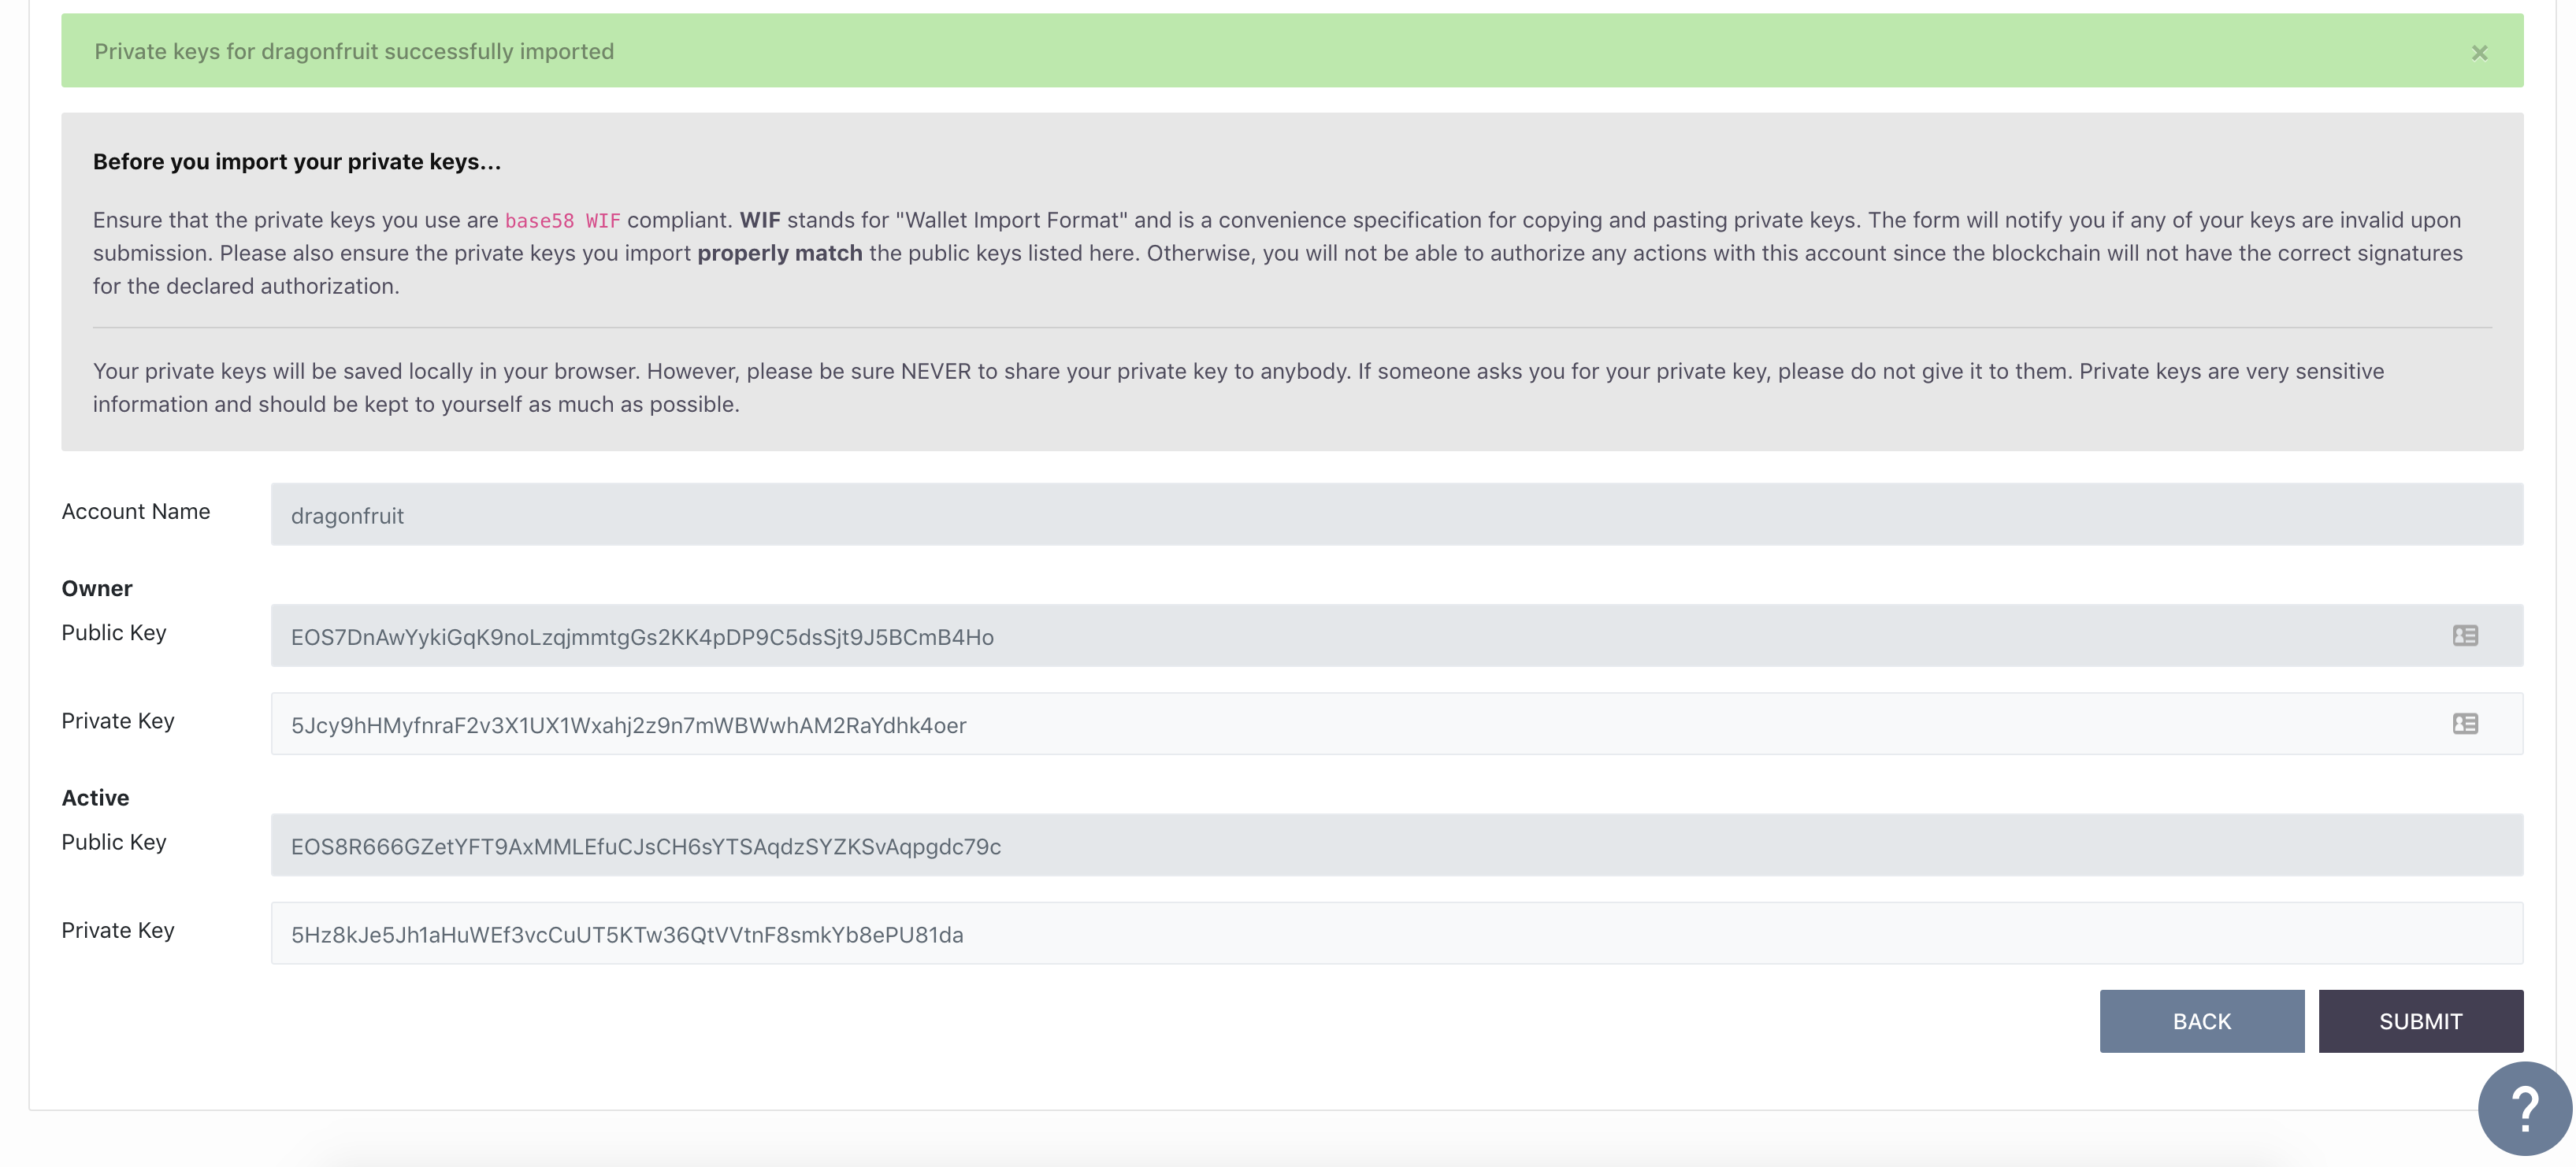 Private keys for dragonfruit successfully imported
×
Before you import your private keys...
Ensure that the private keys you use are base58 WIF compliant. WIF stands for "Wallet Import Format" and is a convenience specification for copying and pasting private keys. The form will notify you if any of your keys are invalid upon
submission. Please also ensure the private keys you import properly match the public keys listed here. Otherwise, you will not be able to authorize any actions with this account since the blockchain will not have the correct signatures
for the declared authorization.
Your private keys will be saved locally in your browser. However, please be sure NEVER to share your private key to anybody. If someone asks you for your private key, please do not give it to them. Private keys are very sensitive
information and should be kept to yourself as much as possible.
Account Name
dragonfruit
Owner
Public Key
EOS7DnAwYykiGqK9noLzqjmmtgGs2KK4pDP9C5dsSjt9J5BCmB4Ho
Private Key
5Jcy9hHMyfnraF2v3X1UX1Wxahj2z9n7mWBWwhAM2RaYdhk4oer
Active
Public Key
EOS8R666GZetYFT9AxMMLEfuCJsCH6sYTSAqdzSYZKSvAqpgdc79c
Private Key
5Hz8kJe5Jh1aHuWEf3vcCuUT5KTw36QtVVtnF8smkYb8ePU81da
BACK
SUBMIT
?